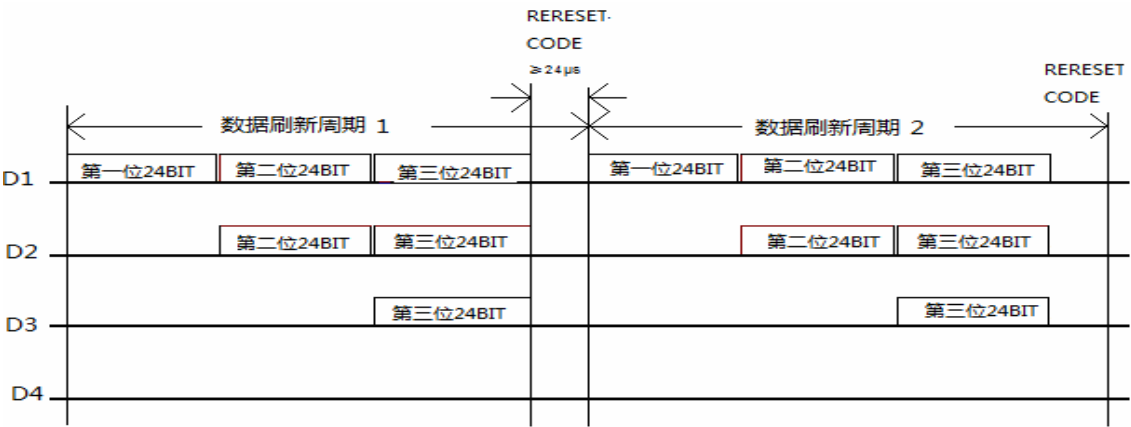 RERESET-
CODE
≥24μs
RERESET
CODE
数据刷新周期 1
数据刷新周期 2
D1
第一位24BIT
第二位24BIT
第三位24BIT
第一位24BIT
第二位24BIT
第三位24BIT
D2
第二位24BIT
第三位24BIT
第二位24BIT
第三位24BIT
D3
第三位24BIT
第三位24BIT
D4